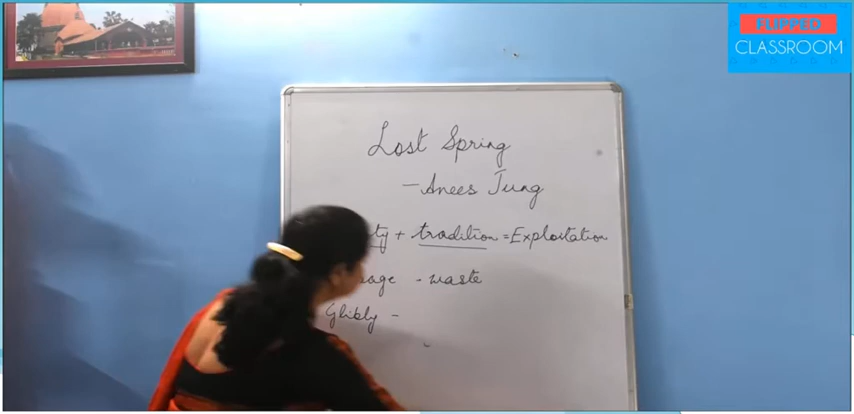 FLIPPED
CLASSROOM
Lost Spring
- Anees Jung
+ tradition = Exploitation
- waste
Glibly -